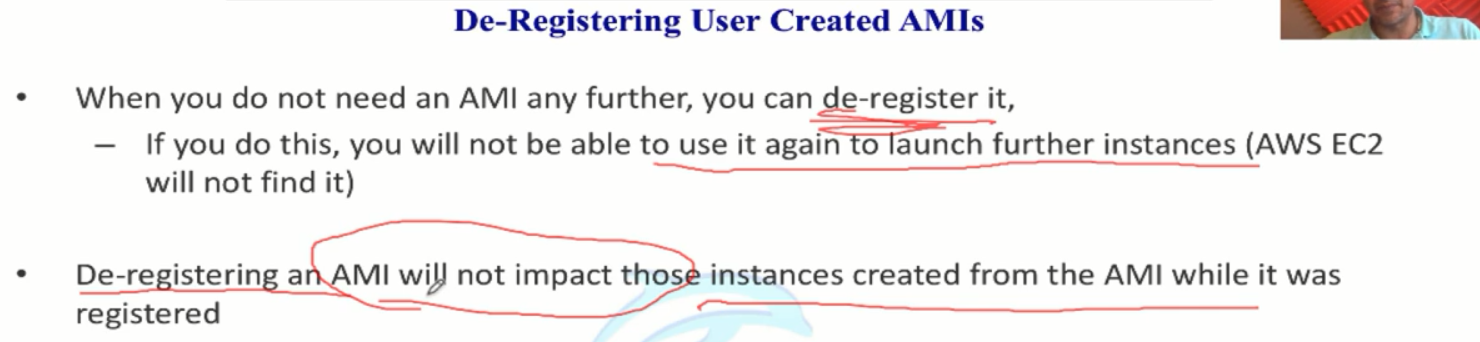 De-Registering User Created AMIs
• When you do not need an AMI any further, you can de-register it,
– If you do this, you will not be able to use it again to launch further instances (AWS EC2
will not find it)
• De-registering an AMI will not impact those instances created from the AMI while it was
registered